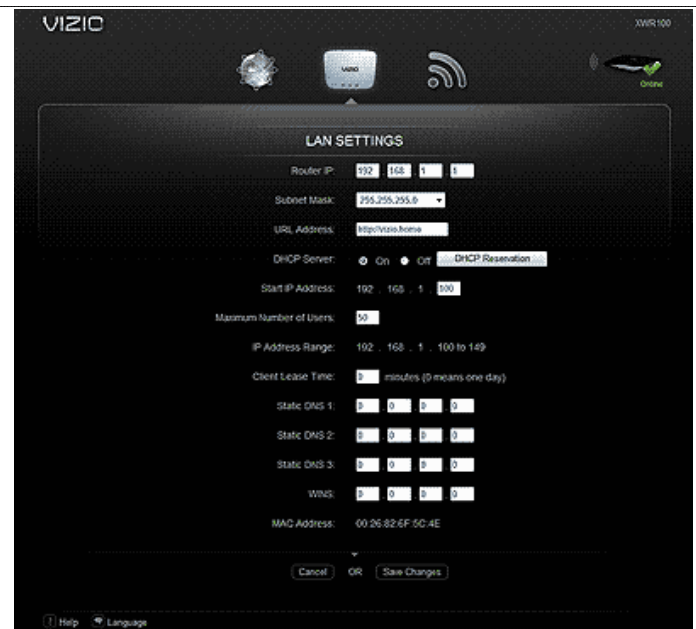 VIZIO XWR100
VIZIO
Online
LAN SETTINGS
Router IP: 192 . 168 . 1 . 1
Subnet Mask: 255.255.255.0
URL Address: http://vizio.home
DHCP Server: On Off DHCP Reservation
Start IP Address: 192 . 168 . 1 . 100
Maximum Number of Users: 50
IP Address Range: 192 . 168 . 1 . 100 to 149
Client Lease Time: 0 minutes (0 means one day)
Static DNS 1: 0 . 0 . 0 . 0
Static DNS 2: 0 . 0 . 0 . 0
Static DNS 3: 0 . 0 . 0 . 0
WINS: 0 . 0 . 0 . 0
MAC Address: 00:26:82:6F:5C:4E
Cancel OR Save Changes
! Help Language